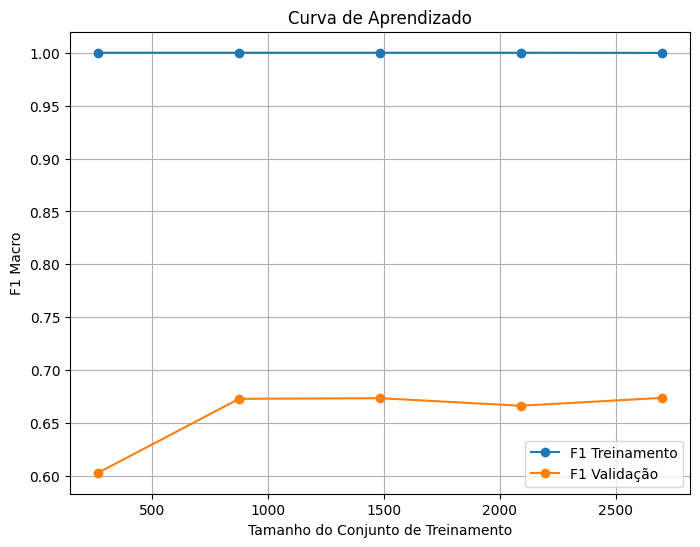 Curva de Aprendizado
1.00
0.95
0.90
0.85
0.80
0.75
0.70
0.65
0.60
F1 Macro
F1 Treinamento
F1 Validação
500
1000
1500
2000
2500
Tamanho do Conjunto de Treinamento